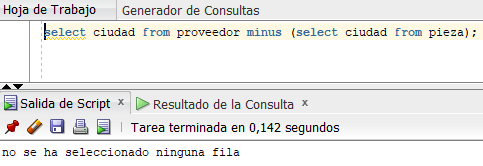 Hoja de Trabajo Generador de Consultas
select ciudad from proveedor minus (select ciudad from pieza);
Salida de Script x Resultado de la Consulta x
Tarea terminada en 0,142 segundos
no se ha seleccionado ninguna fila